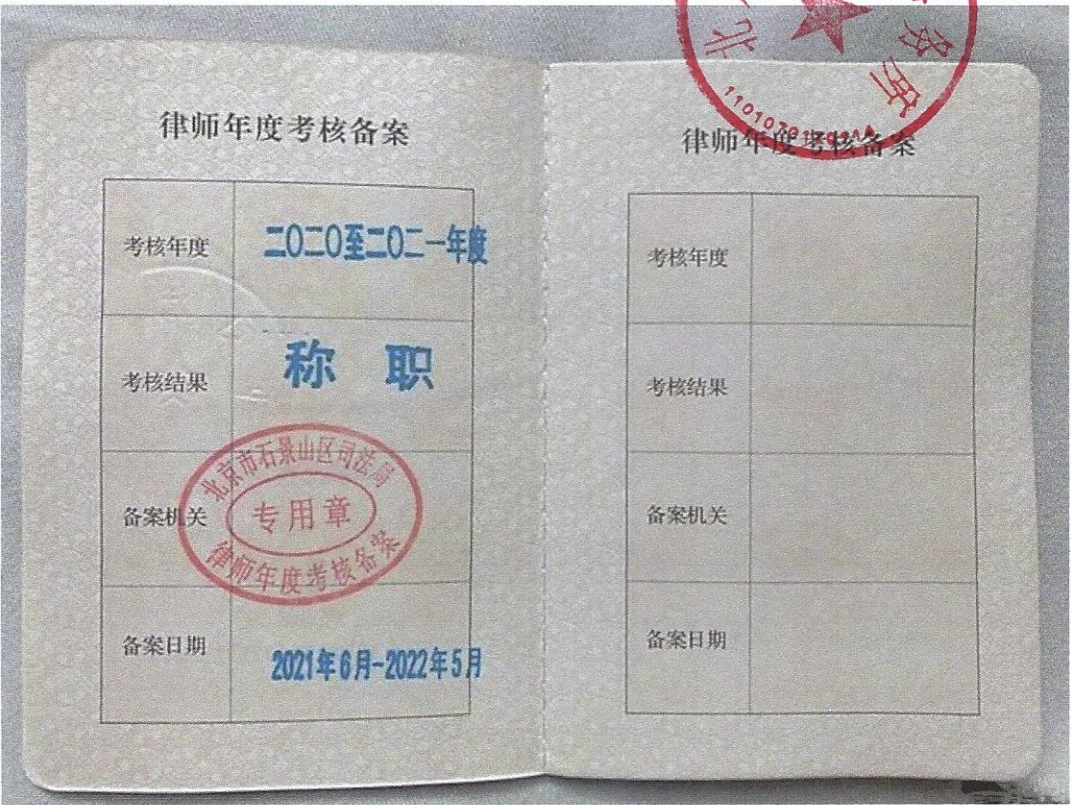 律师年度考核备案
考核年度 二〇二〇至二〇二一年度
考核结果 称 职
备案机关
北京市石景山区司法局
专用章
律师年度考核备案
备案日期 2021年6月-2022年5月
北
务所
律师年度考核备案
考核年度
考核结果
备案机关
备案日期